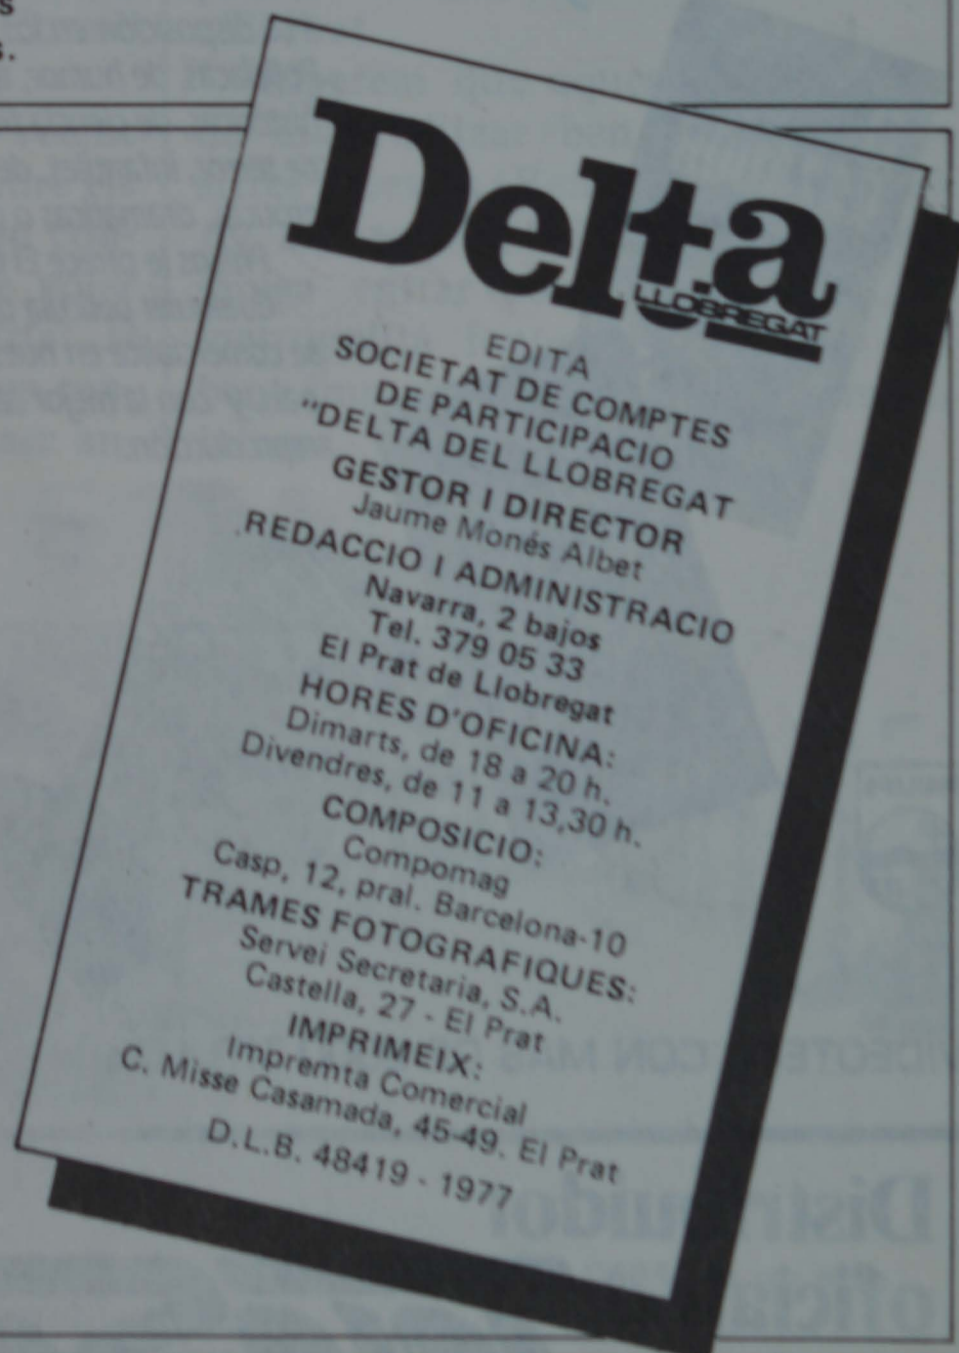 s.
Delta
LLOBREGAT
EDITA
SOCIETAT DE COMPTES
DE PARTICIPACIO
"DELTA DEL LLOBREGAT
GESTOR I DIRECTOR
Jaume Monés Albet
REDACCIO I ADMINISTRACIO
Navarra, 2 bajos
Tel. 379 05 33
El Prat de Llobregat
HORES D'OFICINA:
Dimarts, de 18 a 20 h.
Divendres, de 11 a 13,30 h.
COMPOSICIO:
Compomag
Casp, 12, pral. Barcelona-10
TRAMES FOTOGRAFIQUES:
Servei Secretaria, S.A.
Castella, 27 - El Prat
IMPRIMEIX:
Impremta Comercial
C. Misse Casamada, 45-49. El Prat
D.L.B. 48419 - 1977